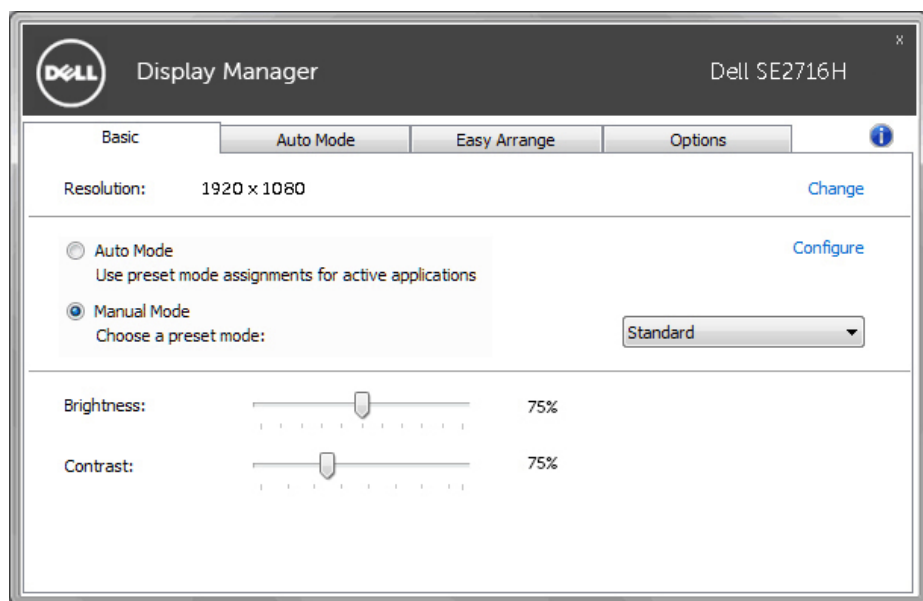 x
DELL Display Manager Dell SE2716H
Basic Auto Mode Easy Arrange Options i
Resolution: 1920 x 1080 Change
Auto Mode Configure
Use preset mode assignments for active applications
Manual Mode
Choose a preset mode: Standard
Brightness: 75%
Contrast: 75%